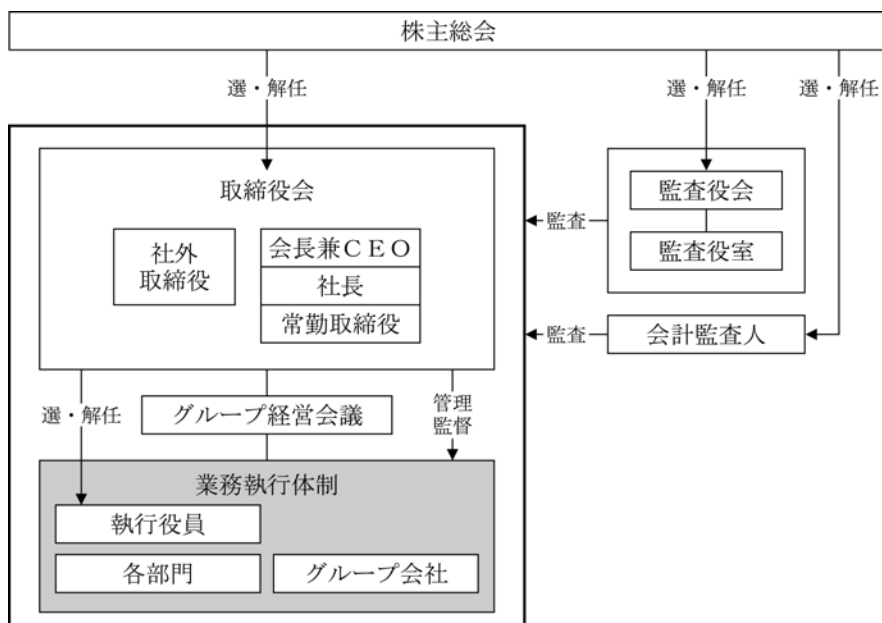 株主総会
選・解任
選・解任
選・解任
取締役会
社外
取締役
会長兼CEO
社長
常勤取締役
監査役会
監査役室
監査
監査
会計監査人
選・解任
グループ経営会議
管理
監督
業務執行体制
執行役員
各部門
グループ会社